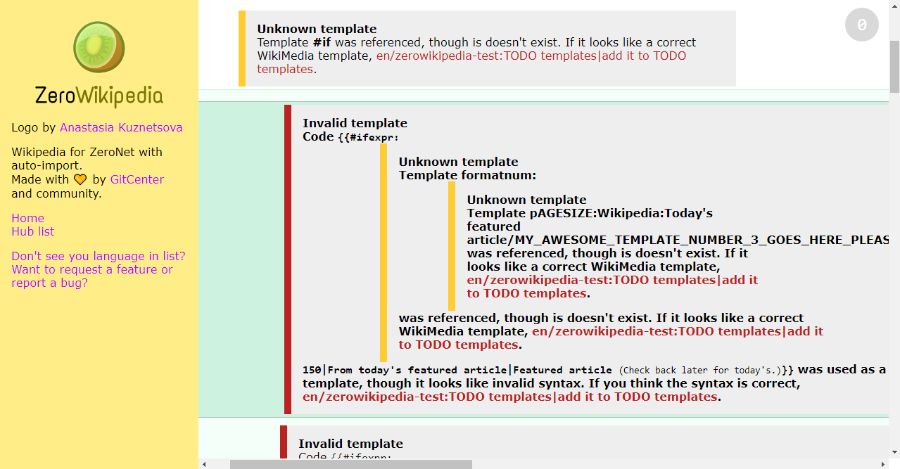 ZeroWikipedia
Logo by Anastasia Kuznetsova
Wikipedia for ZeroNet with
auto-import.
Made with 🧡 by GitCenter
and community.
Home
Hub list
Don't see you language in list?
Want to request a feature or
report a bug?
0
Unknown template
Template #if was referenced, though is doesn't exist. If it looks like a correct
WikiMedia template, en/zerowikipedia-test:TODO templates|add it to TODO
templates.
Invalid template
Code {{#ifexpr:
Unknown template
Template formatnum:
Unknown template
Template pAGESIZE:Wikipedia:Today's
featured
article/MY_AWESOME_TEMPLATE_NUMBER_3_GOES_HERE_PLEAS
was referenced, though is doesn't exist. If it
looks like a correct WikiMedia template,
en/zerowikipedia-test:TODO templates|add it
to TODO templates.
was referenced, though is doesn't exist. If it looks like a correct
WikiMedia template, en/zerowikipedia-test:TODO templates|add it
to TODO templates.
150|From today's featured article|Featured article (Check back later for today's.)}} was used as a
template, though it looks like invalid syntax. If you think the syntax is correct,
en/zerowikipedia-test:TODO templates|add it to TODO templates.
Invalid template
Code {{#ifexpr: